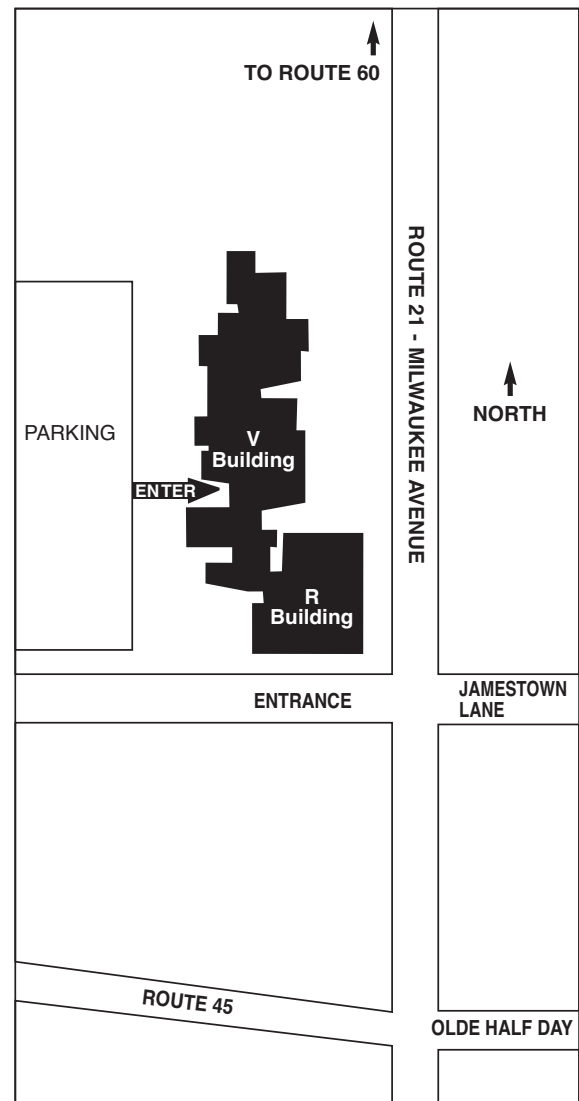 TO ROUTE 60
ROUTE 21 - MILWAUKEE AVENUE
NORTH
PARKING
V
Building
ENTER
R
Building
ENTRANCE
JAMESTOWN
LANE
ROUTE 45
OLDE HALF DAY